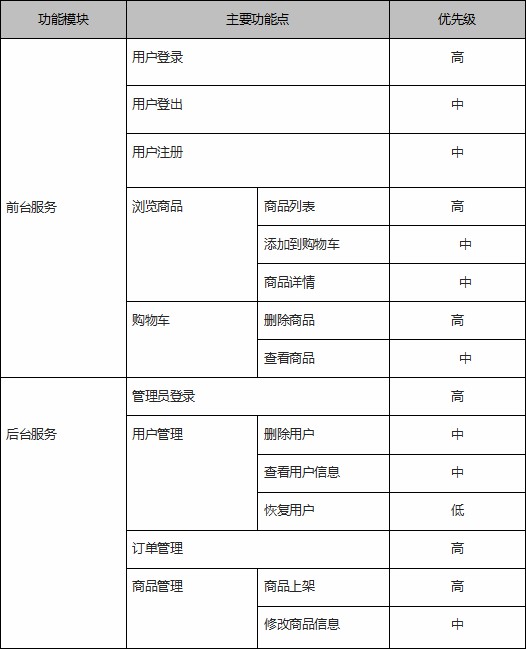 功能模块 主要功能点 优先级
用户登录 高
用户登出 中
用户注册 中
前台服务 浏览商品 商品列表 高
添加到购物车 中
商品详情 中
购物车 删除商品 高
查看商品 中
管理员登录 高
后台服务 用户管理 删除用户 中
查看用户信息 中
恢复用户 低
订单管理 高
商品管理 商品上架 高
修改商品信息 中